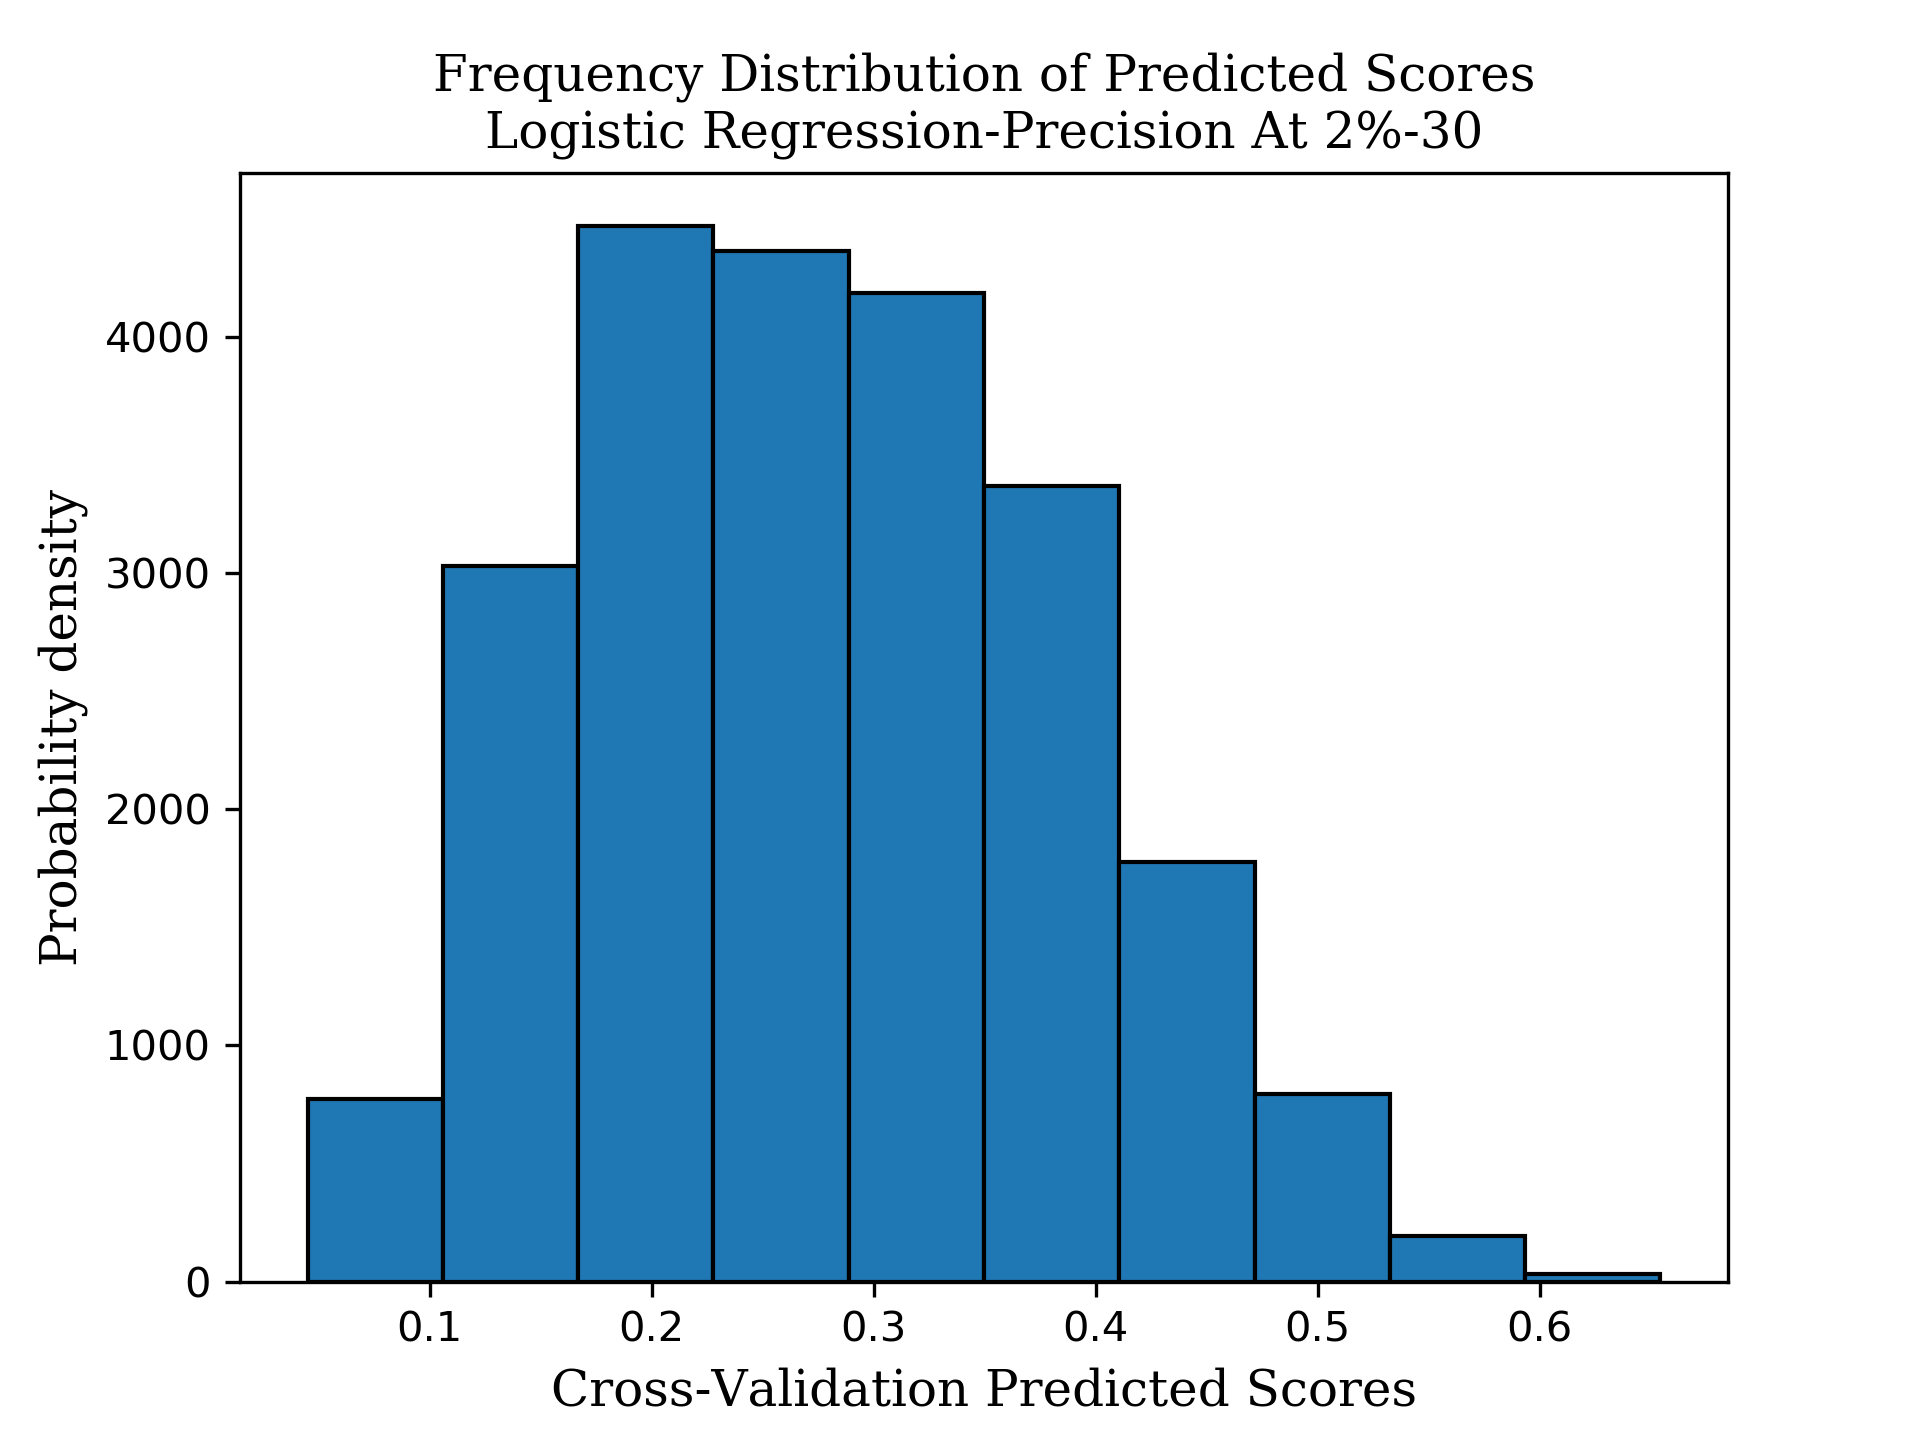 Frequency Distribution of Predicted Scores
Logistic Regression-Precision At 2%-30
Probability density
4000
3000
2000
1000
0
0.1 0.2 0.3 0.4 0.5 0.6
Cross-Validation Predicted Scores